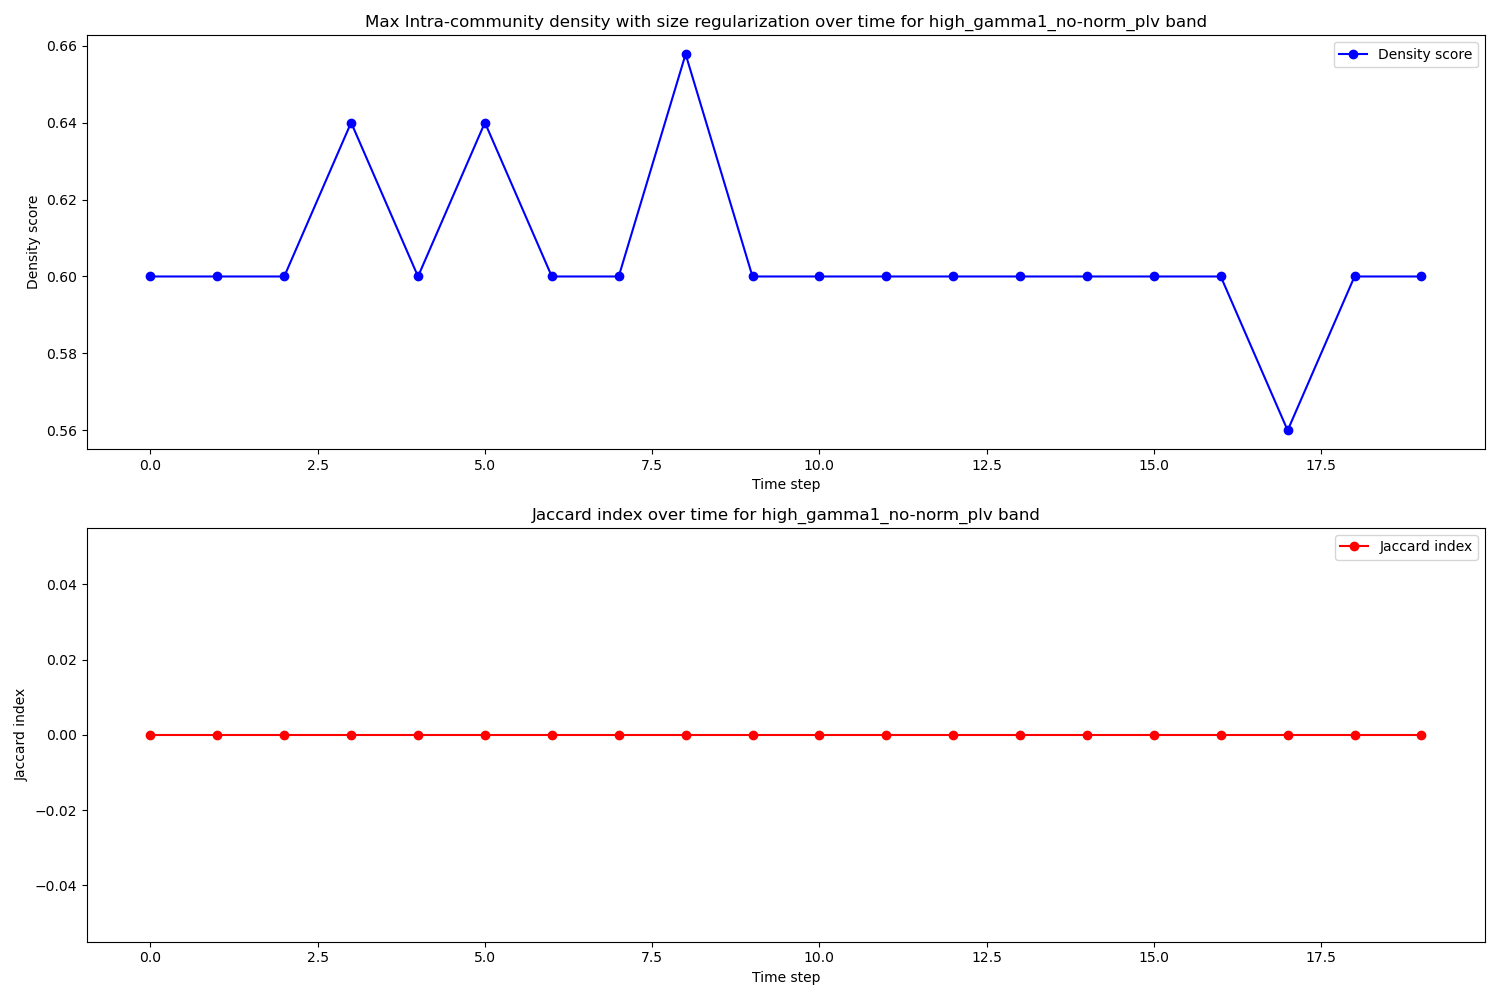 Max Intra-community density with size regularization over time for high_gamma1_no-norm_plv band
Density score
0.66
0.64
0.62
0.60
0.58
0.56
Density score
0.0 2.5 5.0 7.5 10.0 12.5 15.0 17.5
Time step
Jaccard index over time for high_gamma1_no-norm_plv band
Jaccard index
0.04
0.02
0.00
−0.02
−0.04
Jaccard index
0.0 2.5 5.0 7.5 10.0 12.5 15.0 17.5
Time step